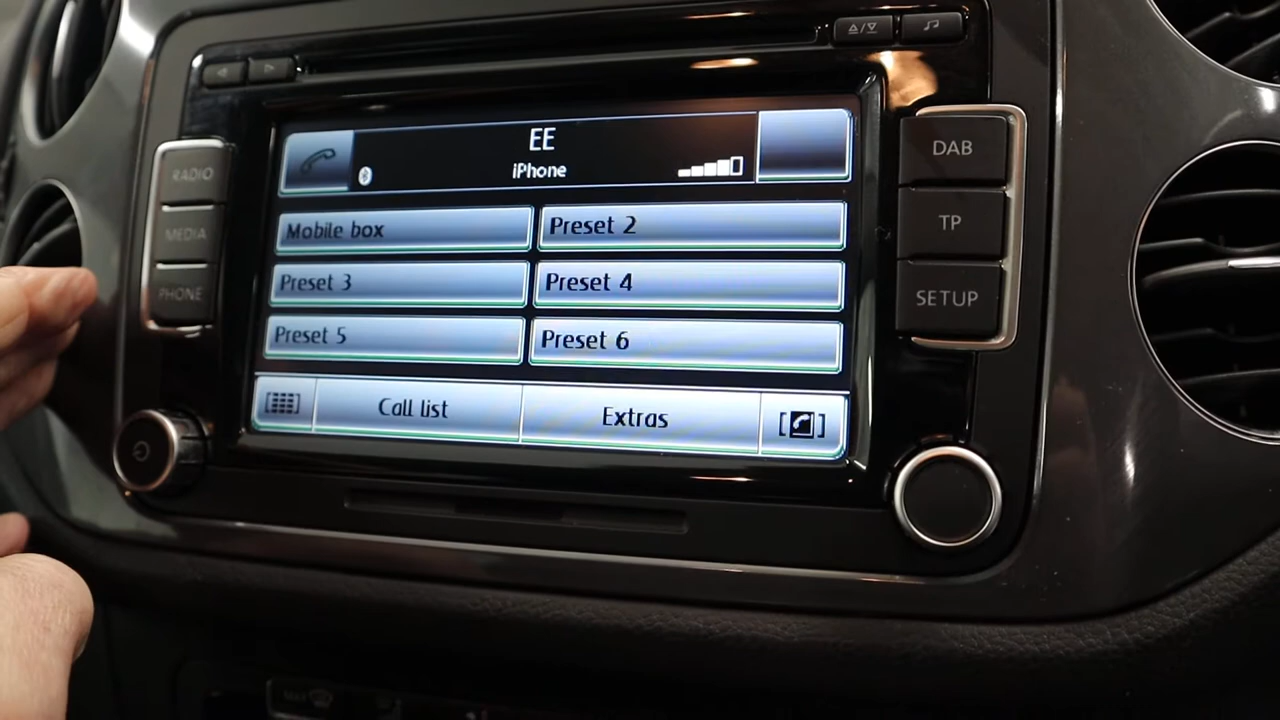 RADIO
MEDIA
PHONE
EE
iPhone
Mobile box
Preset 2
Preset 3
Preset 4
Preset 5
Preset 6
Call list
Extras
DAB
TP
SETUP